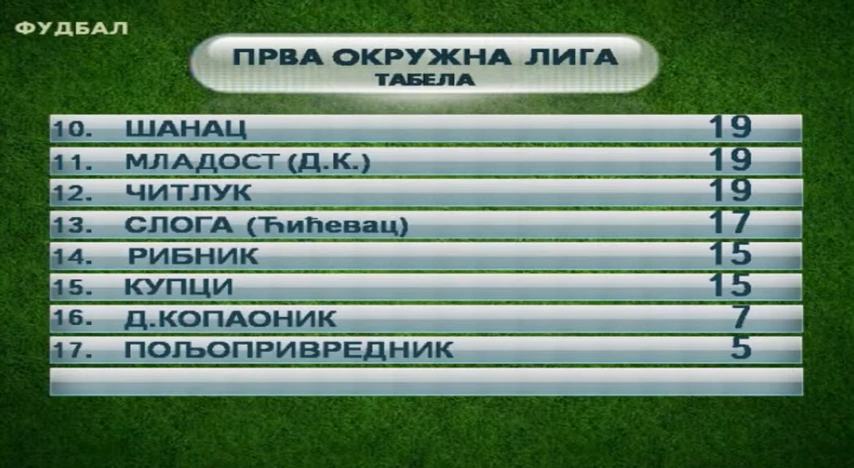 ФУДБАЛ
ПРВА ОКРУЖНА ЛИГА
ТАБЕЛА
10. ШАНАЦ 19
11. МЛАДОСТ (Д.К.) 19
12. ЧИТЛУК 19
13. СЛОГА (Ћићевац) 17
14. РИБНИК 15
15. КУПЦИ 15
16. Д.КОПАОНИК 7
17. ПОЉОПРИВРЕДНИК 5